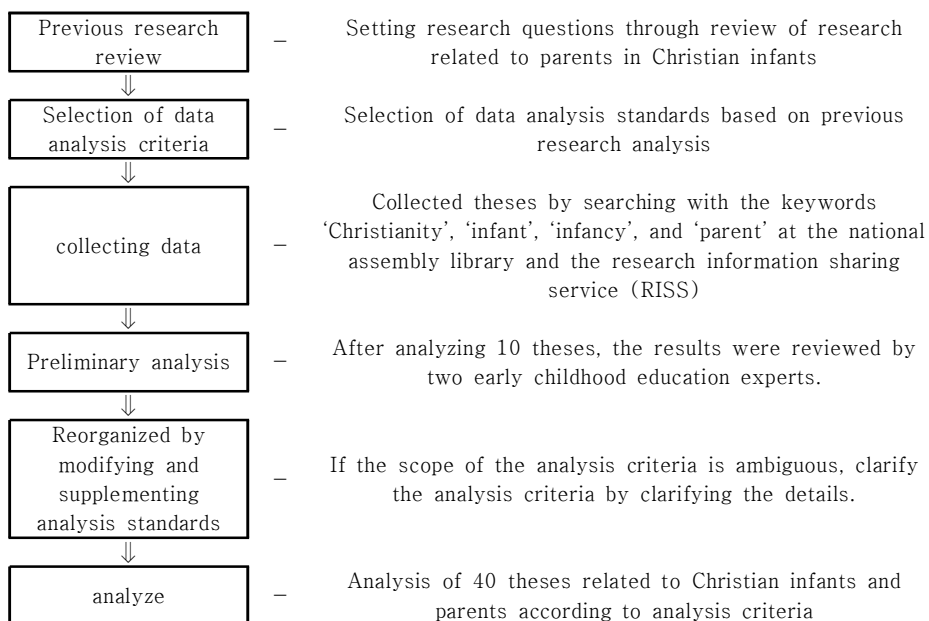 Previous research
review
–
Setting research questions through review of research
related to parents in Christian infants
⇓
Selection of data
analysis criteria
–
Selection of data analysis standards based on previous
research analysis
⇓
collecting data
–
Collected theses by searching with the keywords
‘Christianity’, ‘infant’, ‘infancy’, and ‘parent’ at the national
assembly library and the research information sharing
service (RISS)
⇓
Preliminary analysis
–
After analyzing 10 theses, the results were reviewed by
two early childhood education experts.
⇓
Reorganized by
modifying and
supplementing
analysis standards
–
If the scope of the analysis criteria is ambiguous, clarify
the analysis criteria by clarifying the details.
⇓
analyze
–
Analysis of 40 theses related to Christian infants and
parents according to analysis criteria